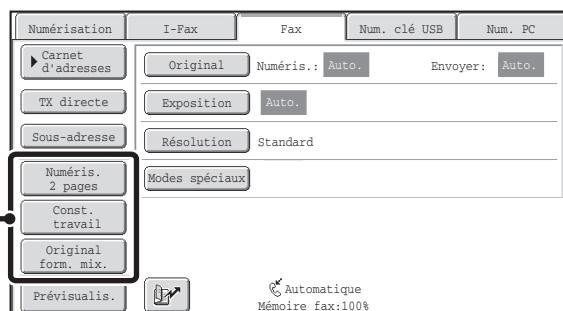 Numérisation
I-Fax
Fax
Num. clé USB
Num. PC
Carnet
d'adresses
Original
Numéris.: Auto.
Envoyer: Auto.
TX directe
Exposition
Auto.
Sous-adresse
Résolution
Standard
Numéris.
2 pages
Modes spéciaux
Const.
travail
Original
form. mix.
Prévisualis.
Automatique
Mémoire fax:100%